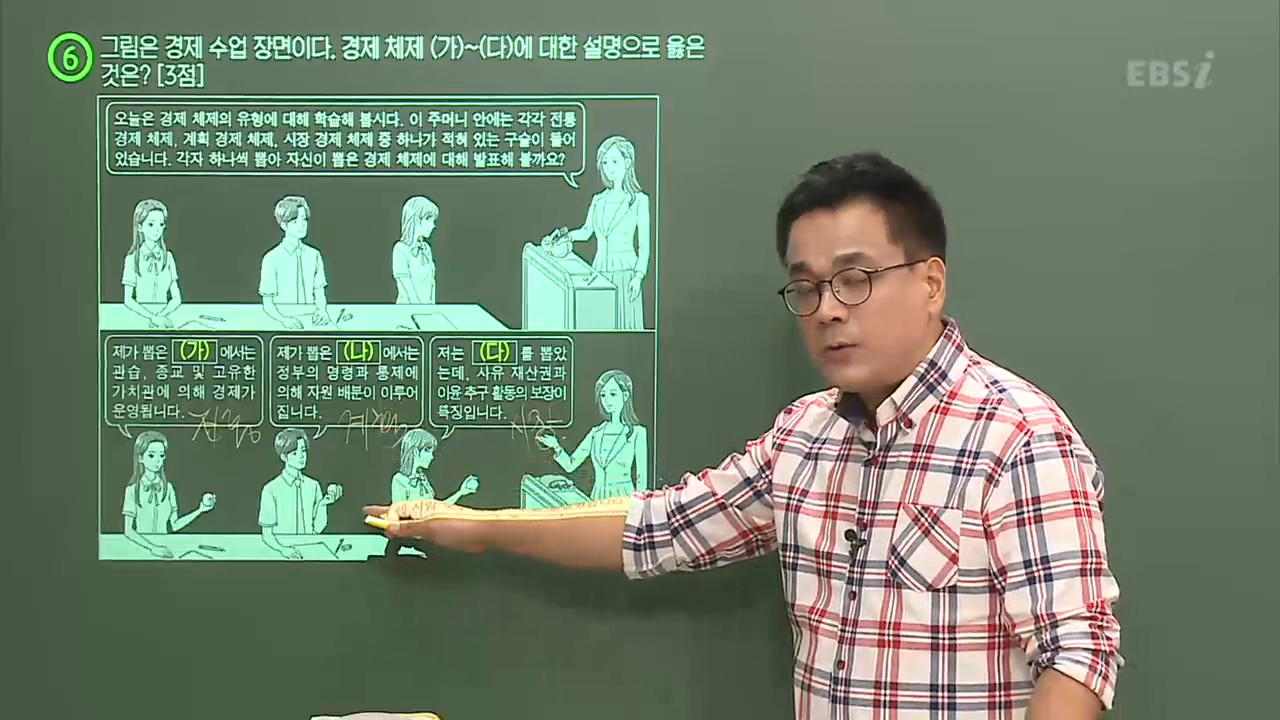 6 그림은 경제 수업 장면이다. 경제 체제 (가)~(다)에 대한 설명으로 옳은
것은? [3점]
EBSi
오늘은 경제 체제의 유형에 대해 학습해 봅시다. 이 주머니 안에는 각각 전통
경제 체제, 계획 경제 체제, 시장 경제 체제 중 하나가 적혀 있는 구슬이 들어
있습니다. 각자 하나씩 뽑아 자신이 뽑은 경제 체제에 대해 발표해 볼까요?
제가 뽑은 (가) 에서는
관습, 종교 및 고유한
가치관에 의해 경제가
운영됩니다.
전통
제가 뽑은 (나) 에서는
정부의 명령과 통제에
의해 자원 배분이 이루어
집니다.
계획
저는 (다) 를 뽑았
는데, 사유 재산권과
이윤 추구 활동의 보장이
특징입니다.
시장